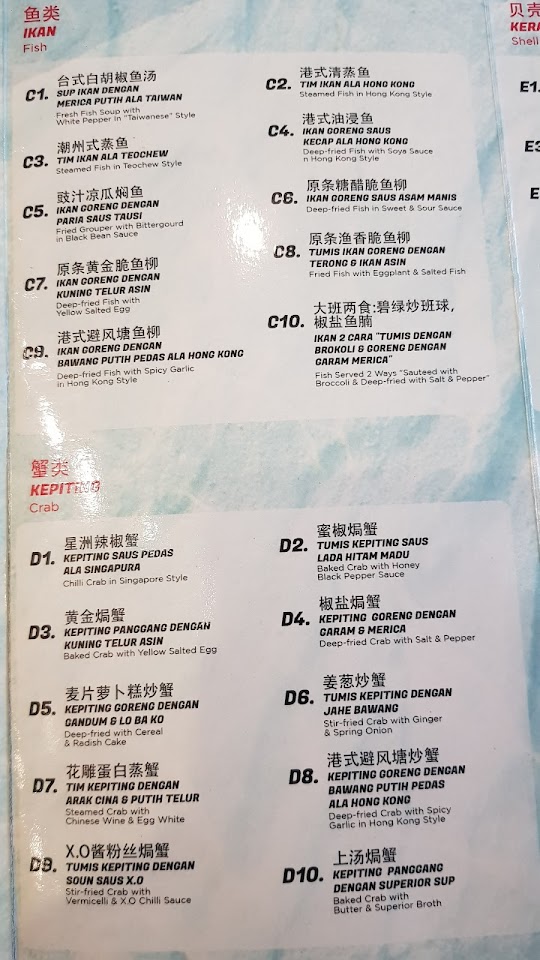 鱼类
IKAN
Fish
C1. 台式白胡椒鱼汤
SUP IKAN DENGAN
MERICA PUTIH ALA TAIWAN
Fresh Fish Soup with
White Pepper in "Taiwanese" Style
C2. 港式清蒸鱼
TIM IKAN ALA HONG KONG
Steamed Fish in Hong Kong Style
C3. 潮州式蒸鱼
TIM IKAN ALA TEOCHEW
Steamed Fish in Teochew Style
C4. 港式油浸鱼
IKAN GORENG SAUS
KECAP ALA HONG KONG
Deep-fried Fish with Soya Sauce
n Hong Kong Style
C5. 豉汁凉瓜焖鱼
IKAN GORENG DENGAN
PARIA SAUS TAUSI
Fried Grouper with Bittergourd
in Black Bean Sauce
C6. 原条糖醋脆鱼柳
IKAN GORENG SAUS ASAM MANIS
Deep-fried Fish in Sweet & Sour Sauce
C7. 原条黄金脆鱼柳
IKAN GORENG DENGAN
KUNING TELUR ASIN
Deep-fried Fish with
Yellow Salted Egg
C8. 原条渔香脆鱼柳
TUMIS IKAN GORENG DENGAN
TERONG & IKAN ASIN
Fried Fish with Eggplant & Salted Fish
C9. 港式避风塘鱼柳
IKAN GORENG DENGAN
BAWANG PUTIH PEDAS ALA HONG KONG
Deep-fried Fish with Spicy Garlic
in Hong Kong Style
C10. 大班两食:碧绿炒班球,
椒盐鱼腩
IKAN 2 CARA "TUMIS DENGAN
BROKOLI & GORENG DENGAN
GARAM MERICA"
Fish Served 2 Ways "Sauteed with
Broccoli & Deep-fried with Salt & Pepper"
蟹类
KEPITING
Crab
D1. 星洲辣椒蟹
KEPITING SAUS PEDAS
ALA SINGAPURA
Chilli Crab in Singapore Style
D2. 蜜椒焗蟹
TUMIS KEPITING SAUS
LADA HITAM MADU
Baked Crab with Honey
Black Pepper Sauce
D3. 黄金焗蟹
KEPITING PANGGANG DENGAN
KUNING TELUR ASIN
Baked Crab with Yellow Salted Egg
D4. 椒盐焗蟹
KEPITING GORENG DENGAN
GARAM & MERICA
Deep-fried Crab with Salt & Pepper
D5. 麦片萝卜糕炒蟹
KEPITING GORENG DENGAN
GANDUM & LO BA KO
Deep-fried with Cereal
& Radish Cake
D6. 姜葱炒蟹
TUMIS KEPITING DENGAN
JAHE BAWANG
Stir-fried Crab with Ginger
& Spring Onion
D7. 花雕蛋白蒸蟹
TIM KEPITING DENGAN
ARAK CINA & PUTIH TELUR
Steamed Crab with
Chinese Wine & Egg White
D8. 港式避风塘炒蟹
KEPITING GORENG DENGAN
BAWANG PUTIH PEDAS
ALA HONG KONG
Deep-fried Crab with Spicy
Garlic in Hong Kong Style
D9. X.O酱粉丝焗蟹
TUMIS KEPITING DENGAN
SOUN SAUS X.O
Stir-fried Crab with
Vermicelli & X.O Chilli Sauce
D10. 上汤焗蟹
KEPITING PANGGANG
DENGAN SUPERIOR SUP
Baked Crab with
Butter & Superior Broth
贝壳
KERA
Shell
E1.
E3
E